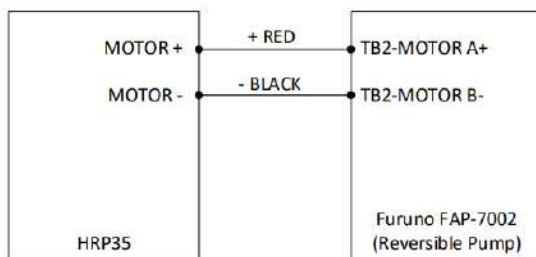 MOTOR +
+ RED
TB2-MOTOR A+
MOTOR -
- BLACK
TB2-MOTOR B-
HRP35
Furuno FAP-7002
(Reversible Pump)